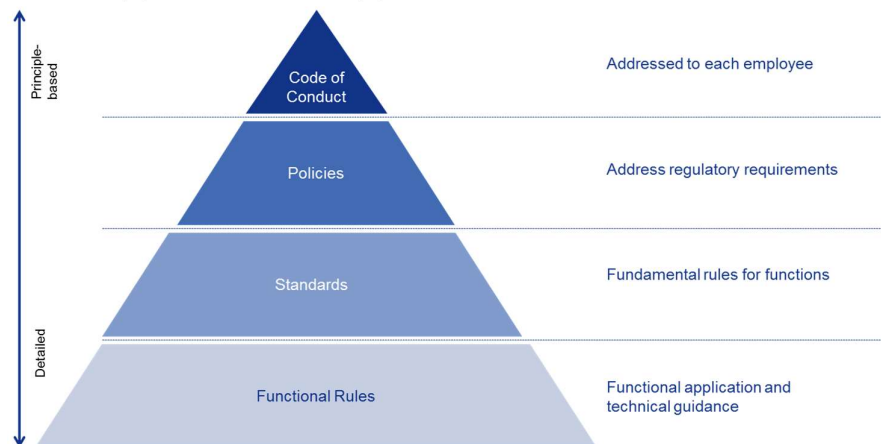 Principle-
based
Code of
Conduct
Addressed to each employee
Policies
Address regulatory requirements
Standards
Fundamental rules for functions
Detailed
Functional Rules
Functional application and
technical guidance